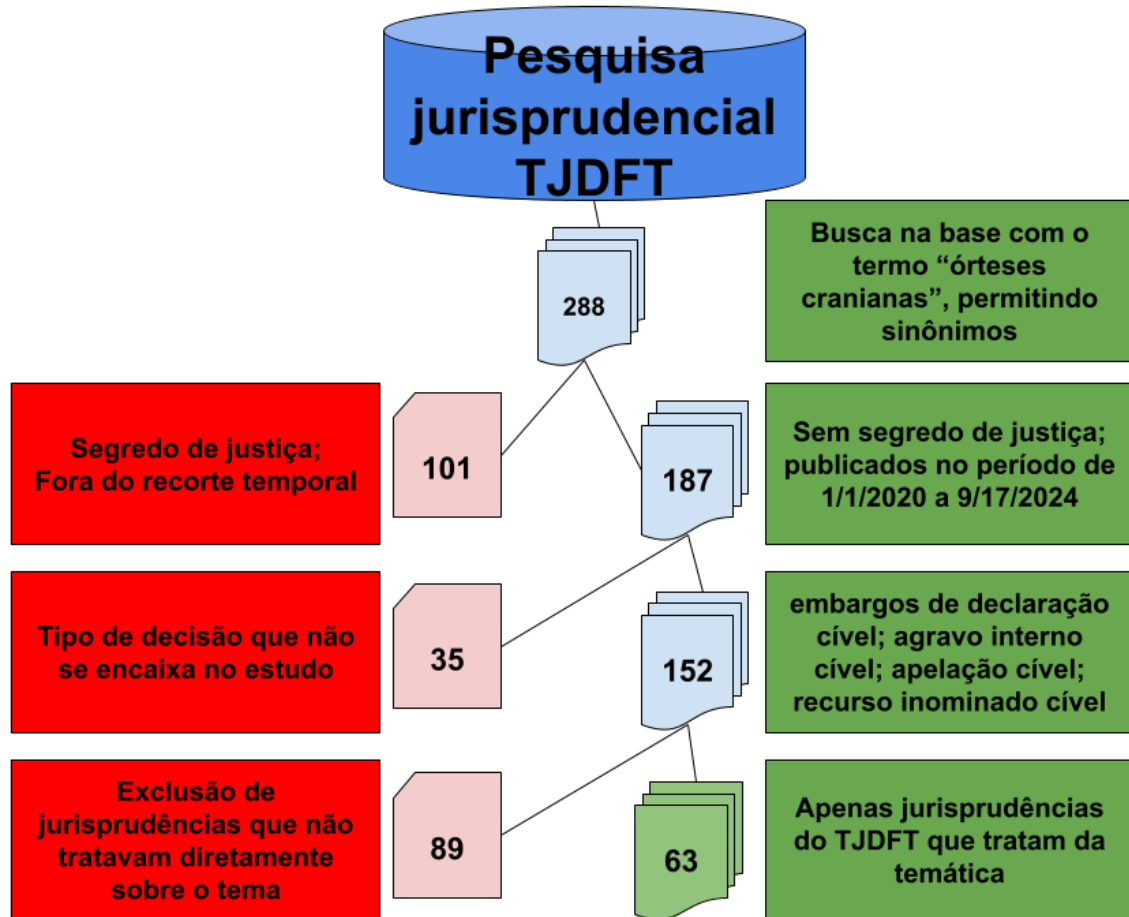 Pesquisa
jurisprudencial
TJDFT
288
Busca na base com o
termo “órteses
cranianas”, permitindo
sinônimos
Segredo de justiça;
Fora do recorte temporal
101
187
Sem segredo de justiça;
publicados no período de
1/1/2020 a 9/17/2024
Tipo de decisão que não
se encaixa no estudo
35
152
embargos de declaração
cível; agravo interno
cível; apelação cível;
recurso inominado cível
Exclusão de
jurisprudências que não
tratavam diretamente
sobre o tema
89
63
Apenas jurisprudências
do TJDFT que tratam da
temática